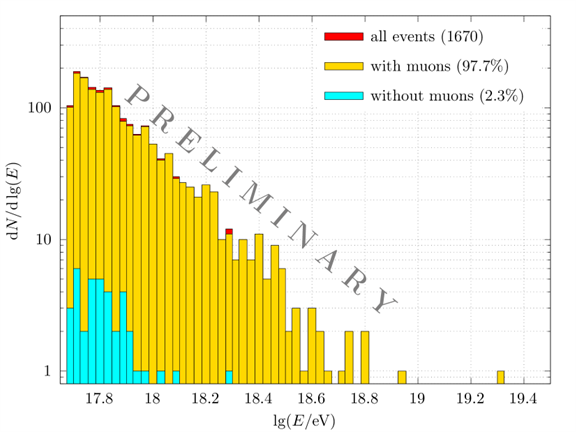 all events (1670)
with muons (97.7%)
without muons (2.3%)
PRELIMINARY
dN/dlg(E)
100
10
1
17.8 18 18.2 18.4 18.6 18.8 19 19.2 19.4
lg(E/eV)